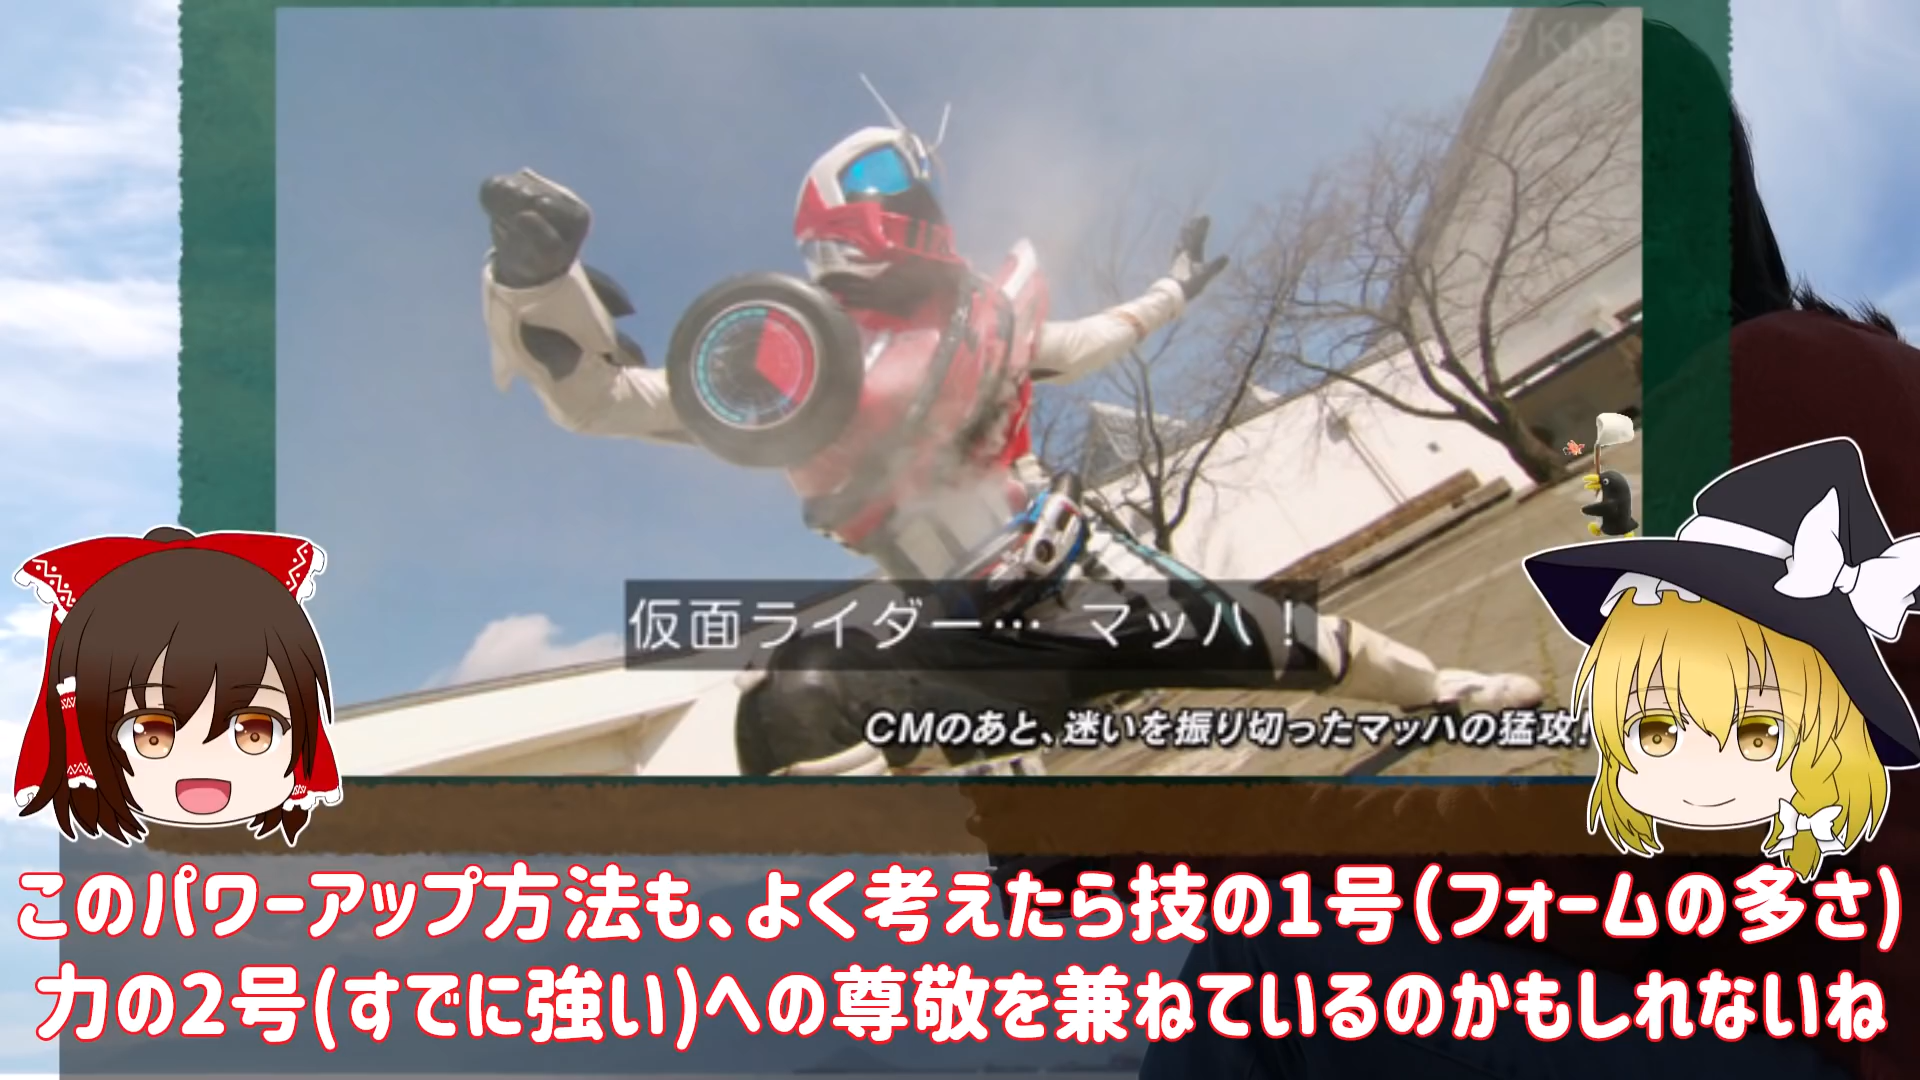 KKB
仮面ライダー… マッハ！
CMのあと、迷いを振り切ったマッハの猛攻！
このパワーアップ方法も、よく考えたら技の1号（フォームの多さ）
力の2号(すでに強い)への尊敬を兼ねているのかもしれないね